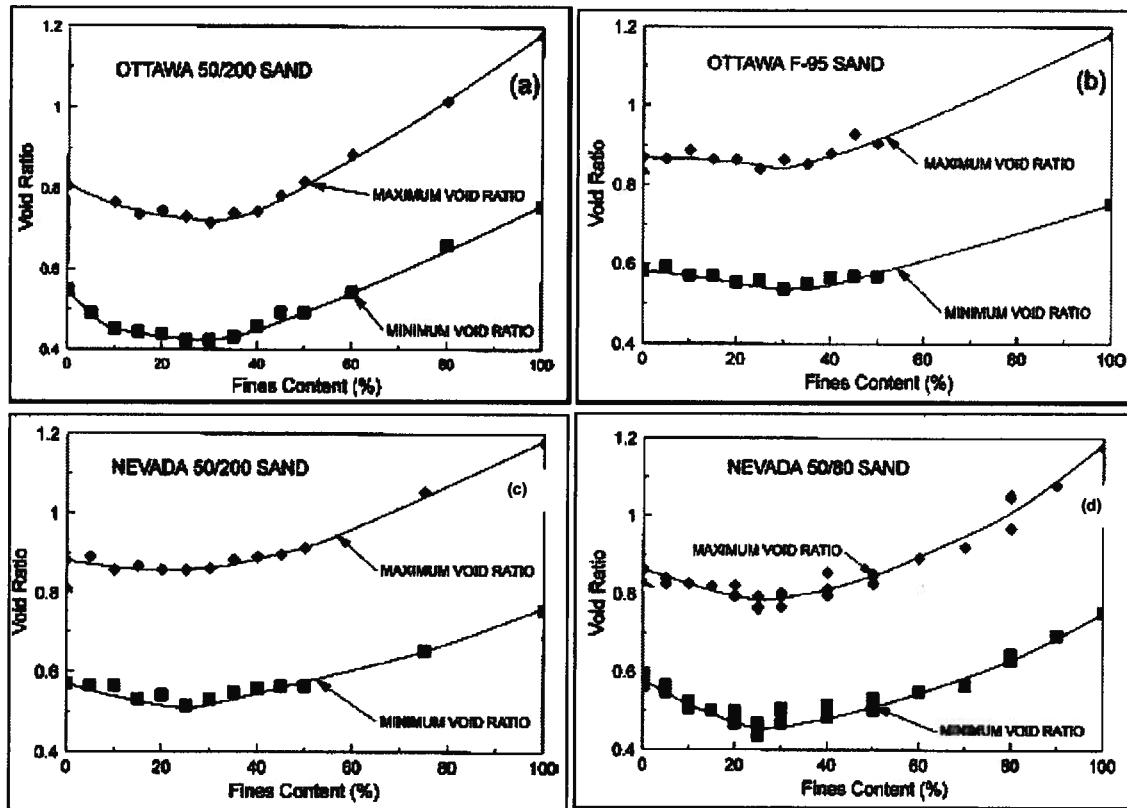 1.2
1
0.8
0.6
0.4
Void Ratio
OTTAWA 50/200 SAND
(a)
MAXIMUM VOID RATIO
MINIMUM VOID RATIO
0 20 40 60 80 100
Fines Content (%)
1.2
1
0.8
0.6
0.4
Void Ratio
OTTAWA F-95 SAND
(b)
MAXIMUM VOID RATIO
MINIMUM VOID RATIO
0 20 40 60 80 100
Fines Content (%)
1.2
1
0.8
0.6
0.4
Void Ratio
NEVADA 50/200 SAND
(c)
MAXIMUM VOID RATIO
MINIMUM VOID RATIO
0 20 40 60 80 100
Fines Content (%)
1.2
1
0.8
0.6
0.4
Void Ratio
NEVADA 50/80 SAND
(d)
MAXIMUM VOID RATIO
MINIMUM VOID RATIO
0 20 40 60 80 100
Fines Content (%)